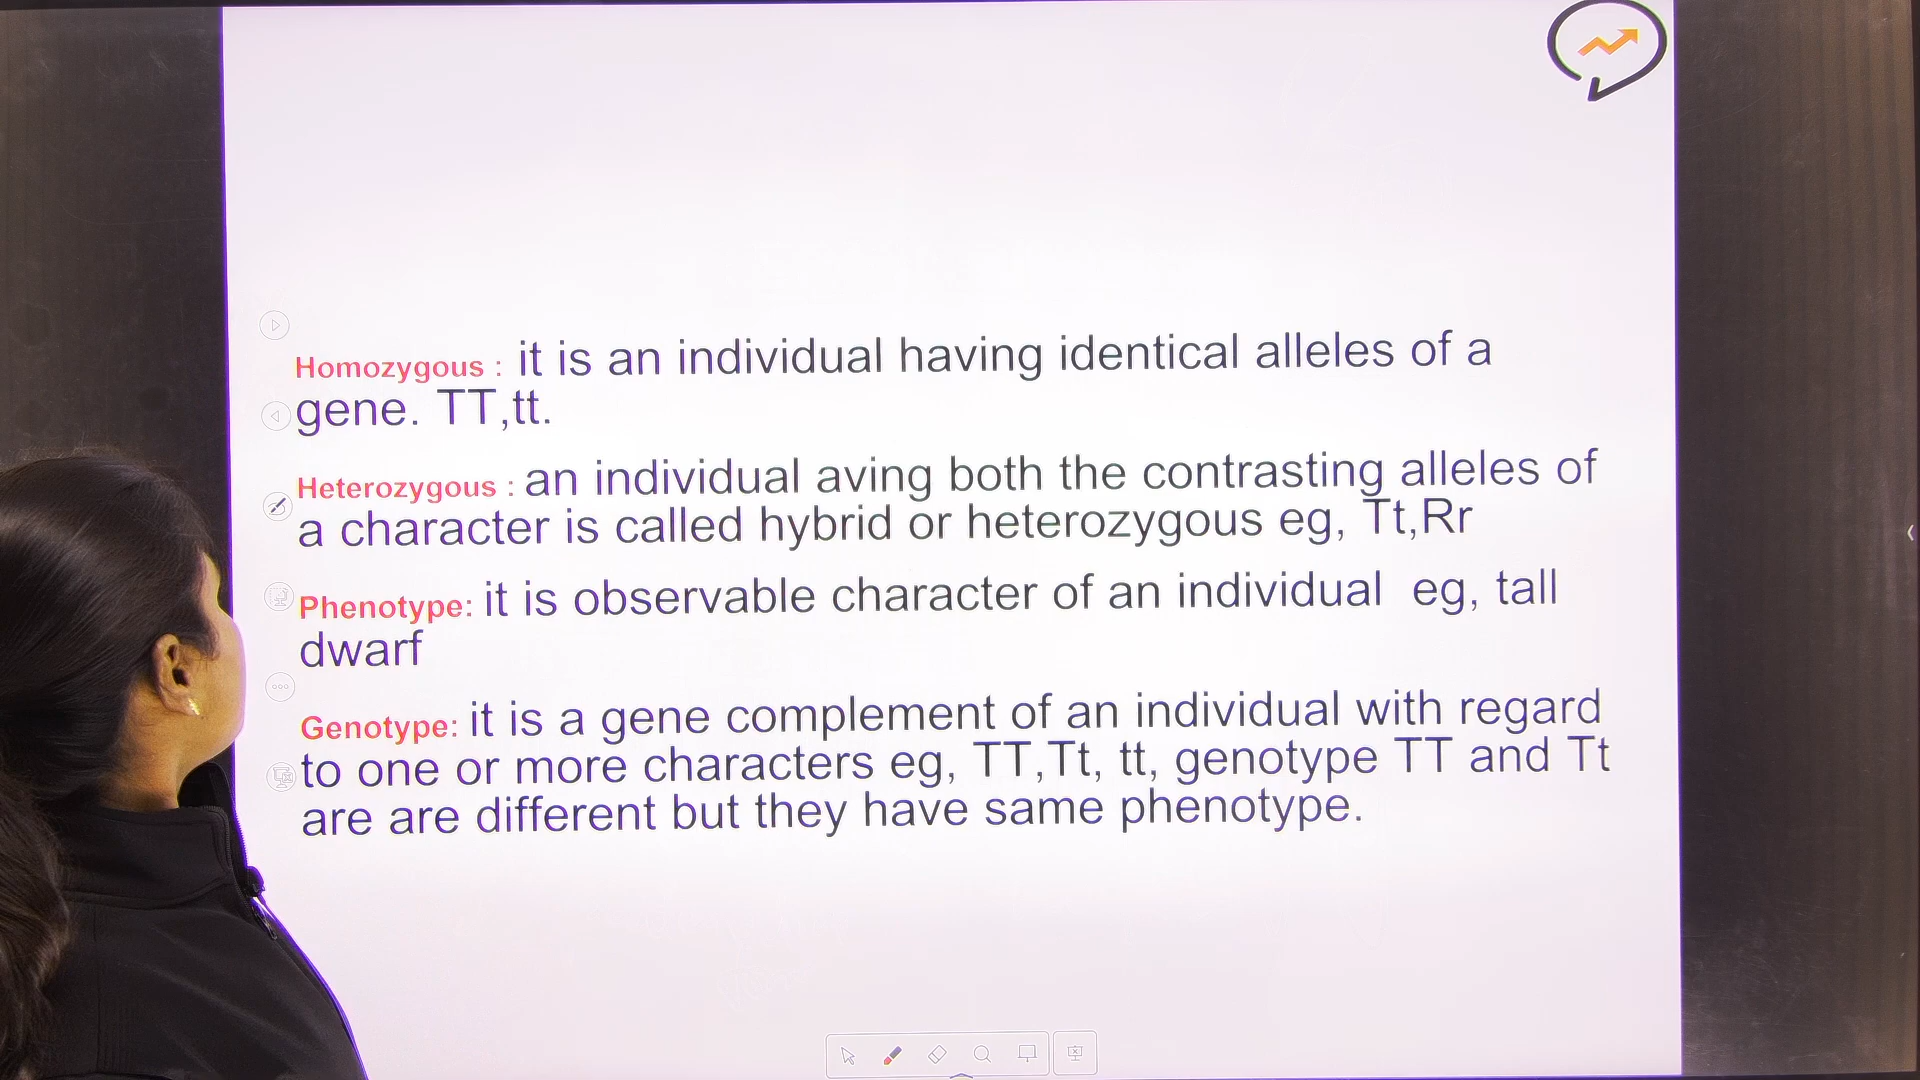 Homozygous : it is an individual having identical alleles of a
gene. TT,tt.
Heterozygous : an individual aving both the contrasting alleles of
a character is called hybrid or heterozygous eg, Tt,Rr
Phenotype: it is observable character of an individual eg, tall
dwarf
Genotype: it is a gene complement of an individual with regard
to one or more characters eg, TT,Tt, tt, genotype TT and Tt
are are different but they have same phenotype.